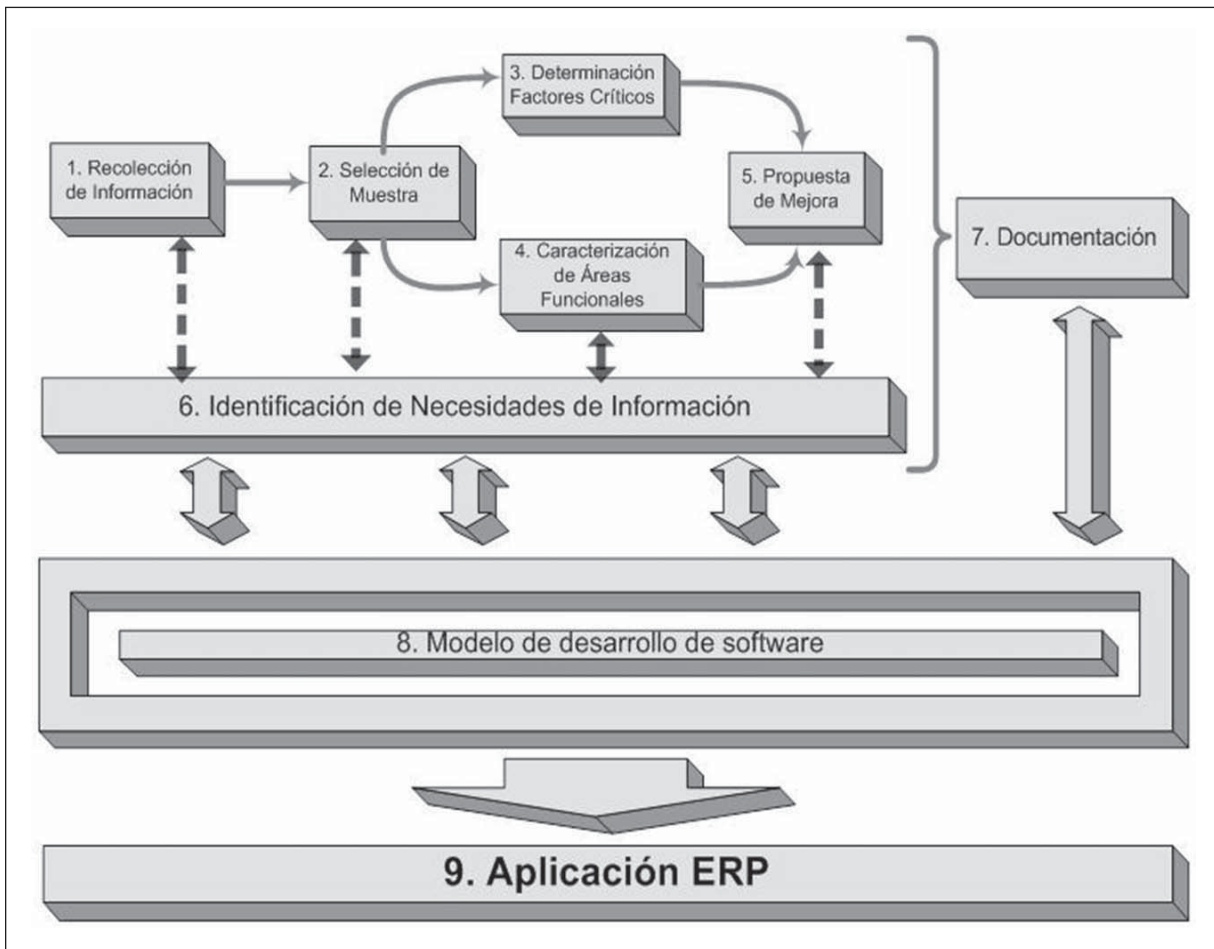 1. Recolección
de Información
2. Selección de
Muestra
3. Determinación
Factores Críticos
4. Caracterización
de Áreas
Funcionales
5. Propuesta
de Mejora
6. Identificación de Necesidades de Información
7. Documentación
8. Modelo de desarrollo de software
9. Aplicación ERP